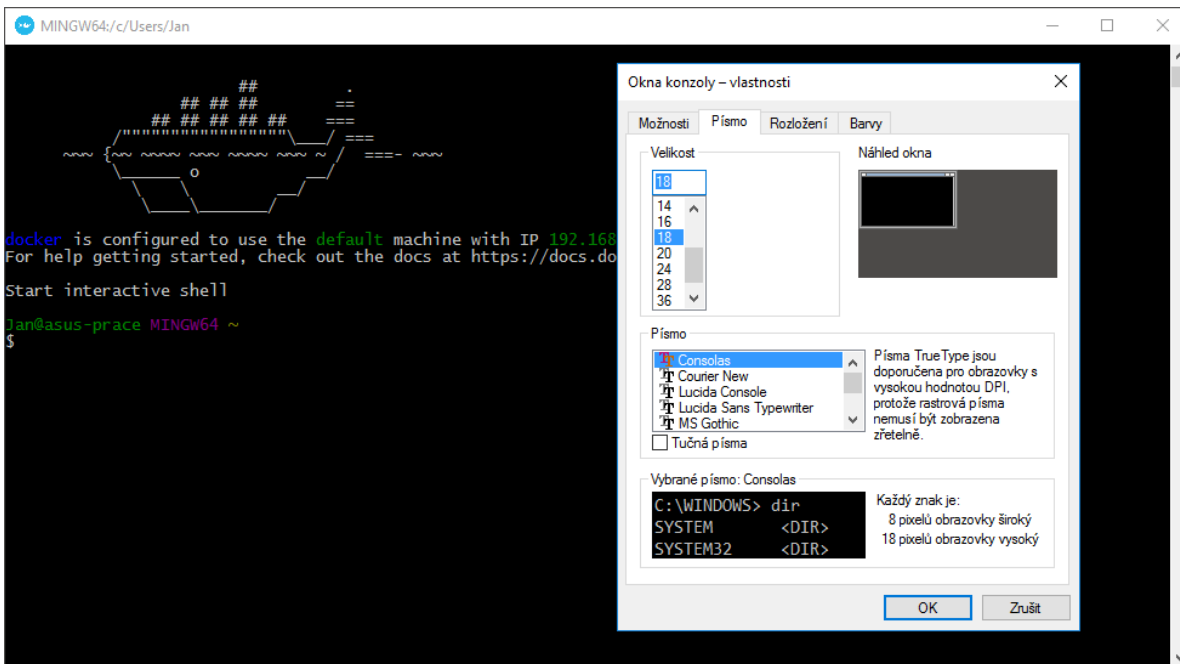 MINGW64:/c/Users/Jan
docker is configured to use the default machine with IP 192.168
For help getting started, check out the docs at https://docs.do
Start interactive shell
Jan@asus-prace MINGW64 ~
$
Okna konzoly – vlastnosti
Možnosti Písmo Rozložení Barvy
Velikost
18
14
16
18
20
24
28
36
Náhled okna
Písmo
Consolas
Courier New
Lucida Console
Lucida Sans Typewriter
MS Gothic
Tučná písma
Písma TrueType jsou
doporučena pro obrazovky s
vysokou hodnotou DPI,
protože rastrová písma
nemusí být zobrazena
zřetelně.
Vybrané písmo: Consolas
C:\WINDOWS> dir
SYSTEM <DIR>
SYSTEM32 <DIR>
Každý znak je:
8 pixelů obrazovky široký
18 pixelů obrazovky vysoký
OK Zrušit